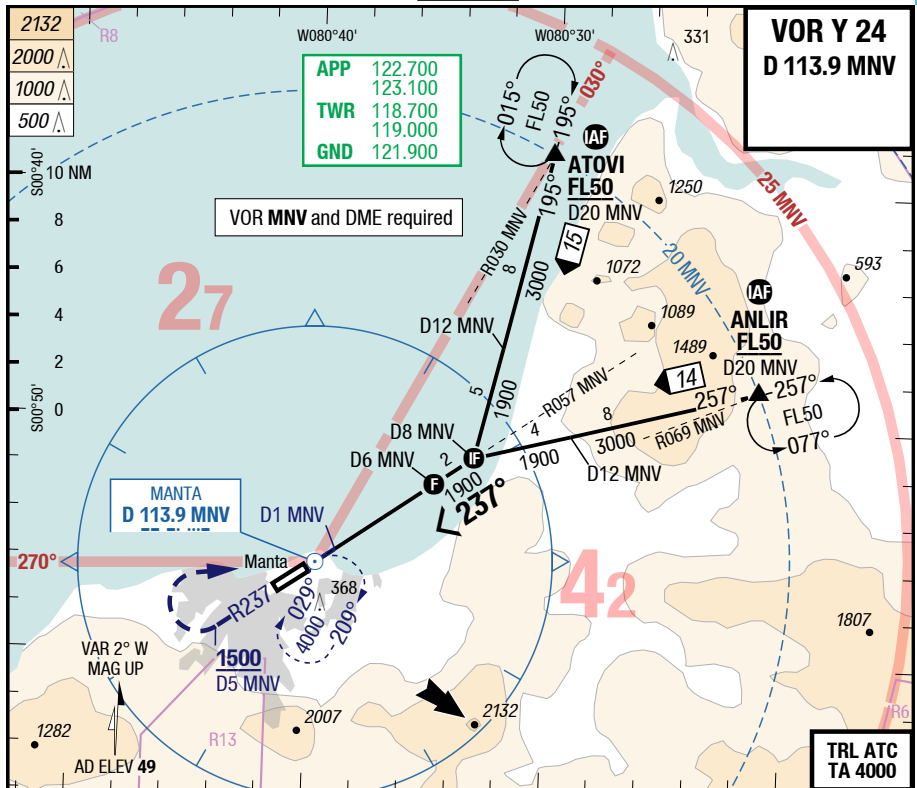 2132
2000
1000
500
R8
W080°40'
W080°30'
331
VOR Y 24
D 113.9 MNV
APP 122.700
123.100
TWR 118.700
119.000
GND 121.900
030°
015°
FL50
195°
IAF
ATOVI
FL50
D20 MNV
S00°40'
10 NM
8
6
4
2
0
S00°50'
VOR MNV and DME required
195°
R030 MNV
8
3000
15
1250
1072
25 MNV
20 MNV
593
27
D12 MNV
1089
1489
IAF
ANLIR
FL50
D20 MNV
14
257°
257°
FL50
077°
5
1900
R057 MNV
8
R069 MNV
3000
4
1900
D12 MNV
D8 MNV
IF
D6 MNV
2
F
1900
237°
MANTA
D 113.9 MNV
D1 MNV
270°
Manta
R237
029°
368
4000
209°
42
1807
VAR 2° W
MAG UP
1500
D5 MNV
2007
2132
1282
R13
R6
AD ELEV 49
TRL ATC
TA 4000